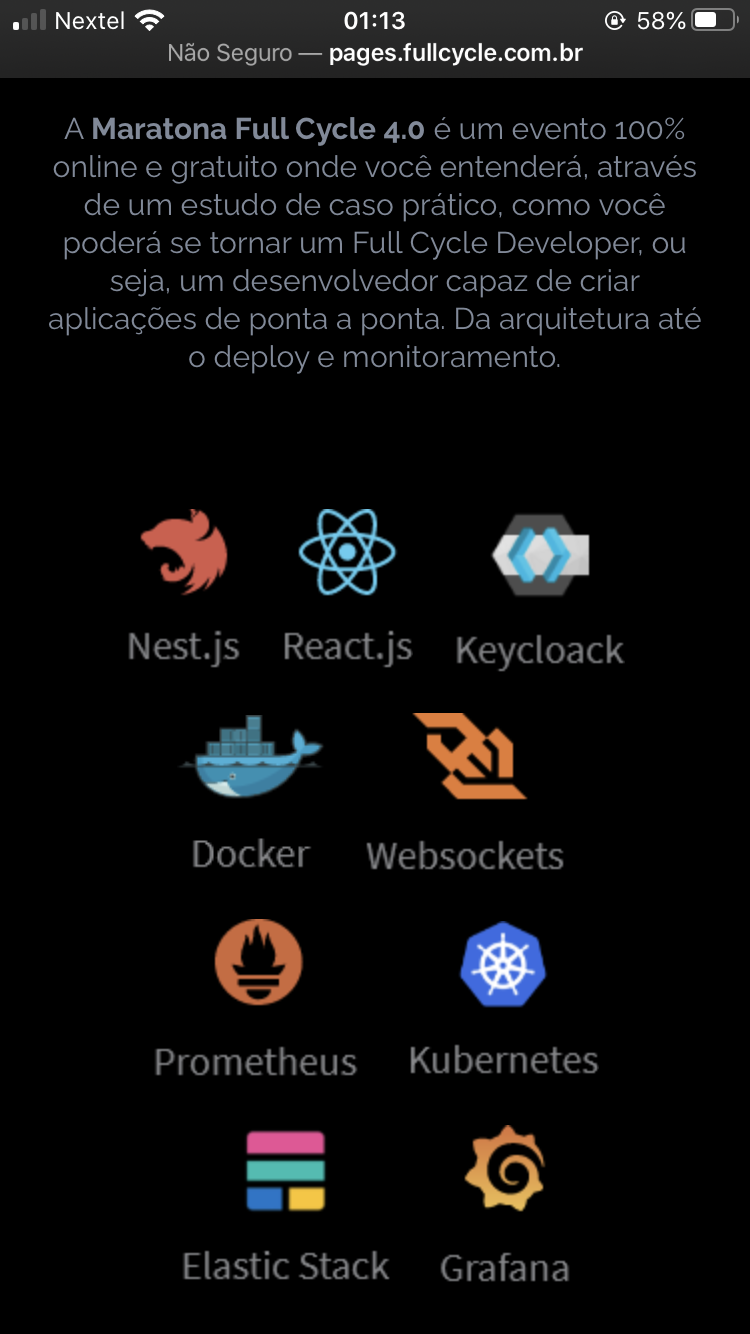 Nextel 01:13 58%
Não Seguro — pages.fullcycle.com.br
A Maratona Full Cycle 4.0 é um evento 100%
online e gratuito onde você entenderá, através
de um estudo de caso prático, como você
poderá se tornar um Full Cycle Developer, ou
seja, um desenvolvedor capaz de criar
aplicações de ponta a ponta. Da arquitetura até
o deploy e monitoramento.
Nest.js React.js Keycloack
Docker Websockets
Prometheus Kubernetes
Elastic Stack Grafana